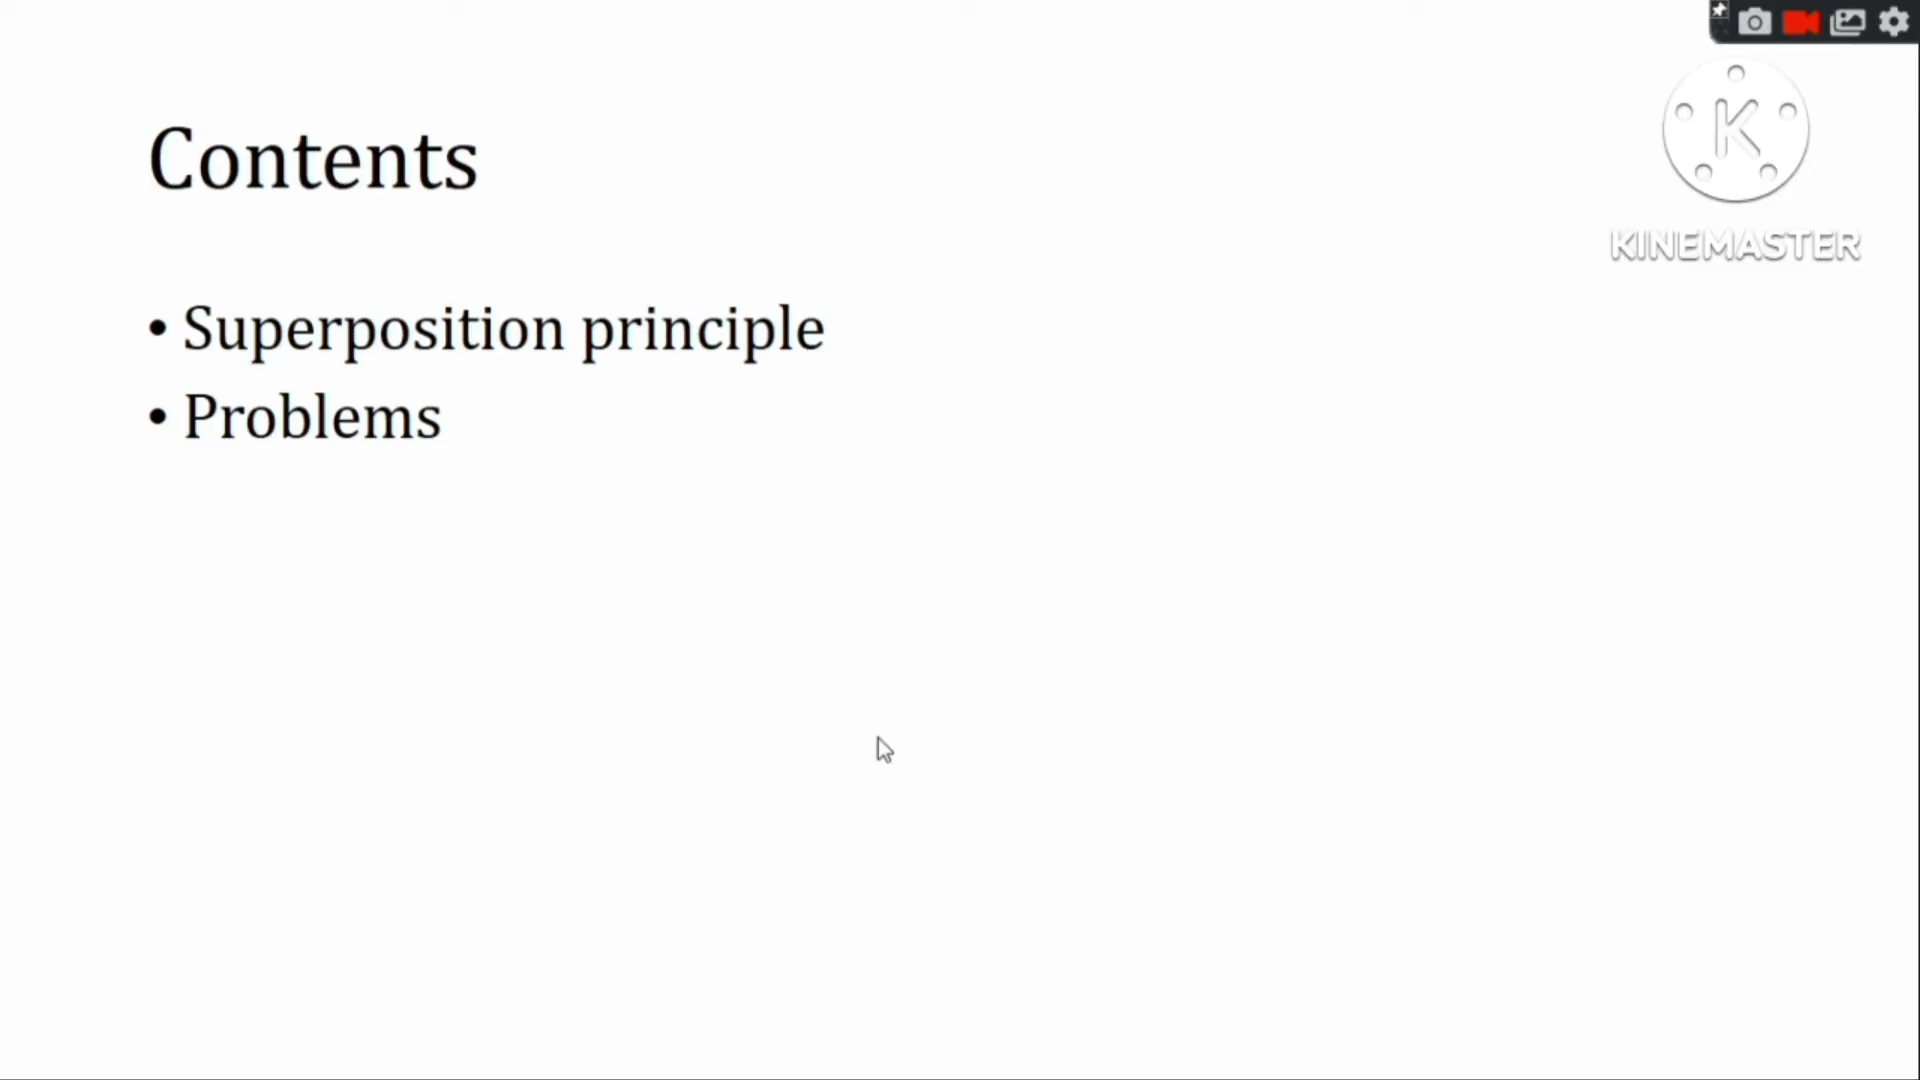 Contents
K
KINEMASTER
• Superposition principle
• Problems